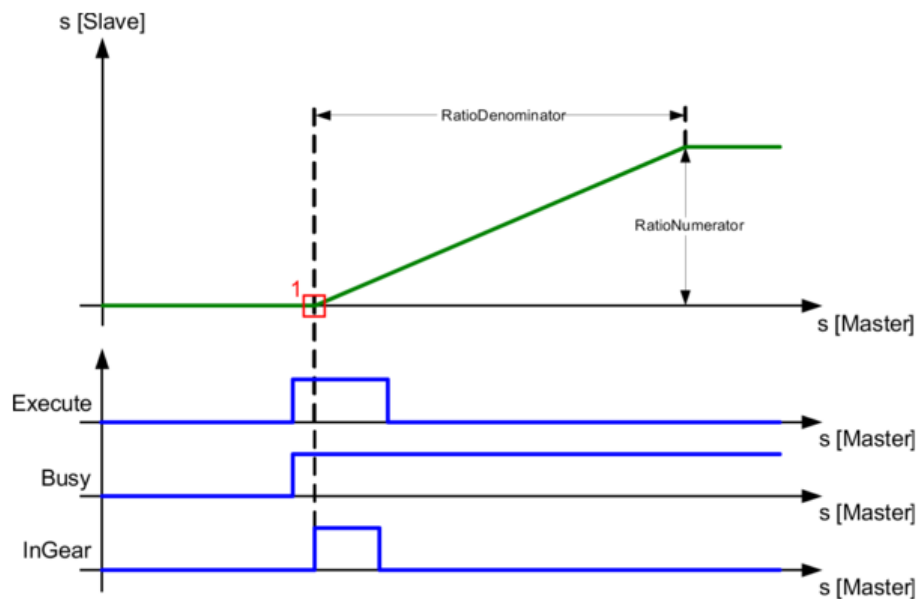 s [Slave]
RatioDenominator
RatioNumerator
1
s [Master]
Execute
s [Master]
Busy
s [Master]
InGear
s [Master]